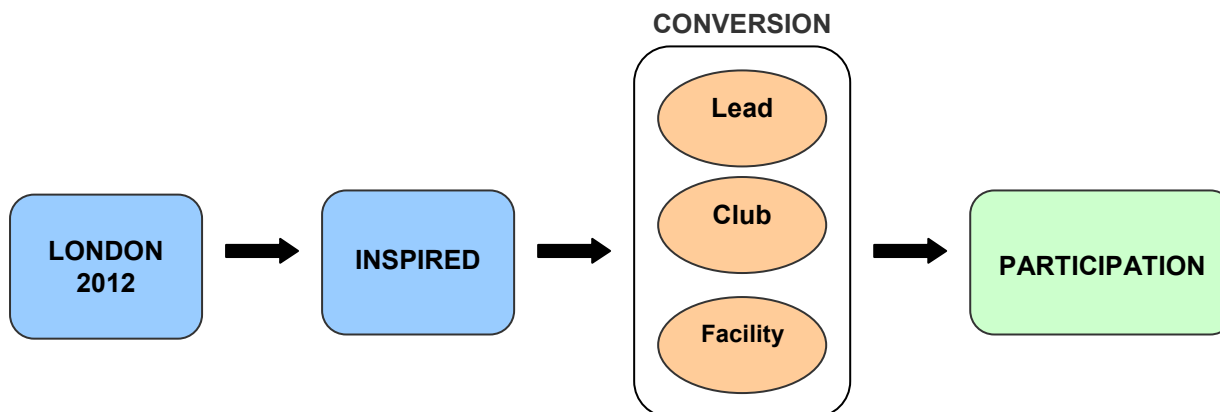 CONVERSION
Lead
Club
Facility
LONDON
2012
INSPIRED
PARTICIPATION